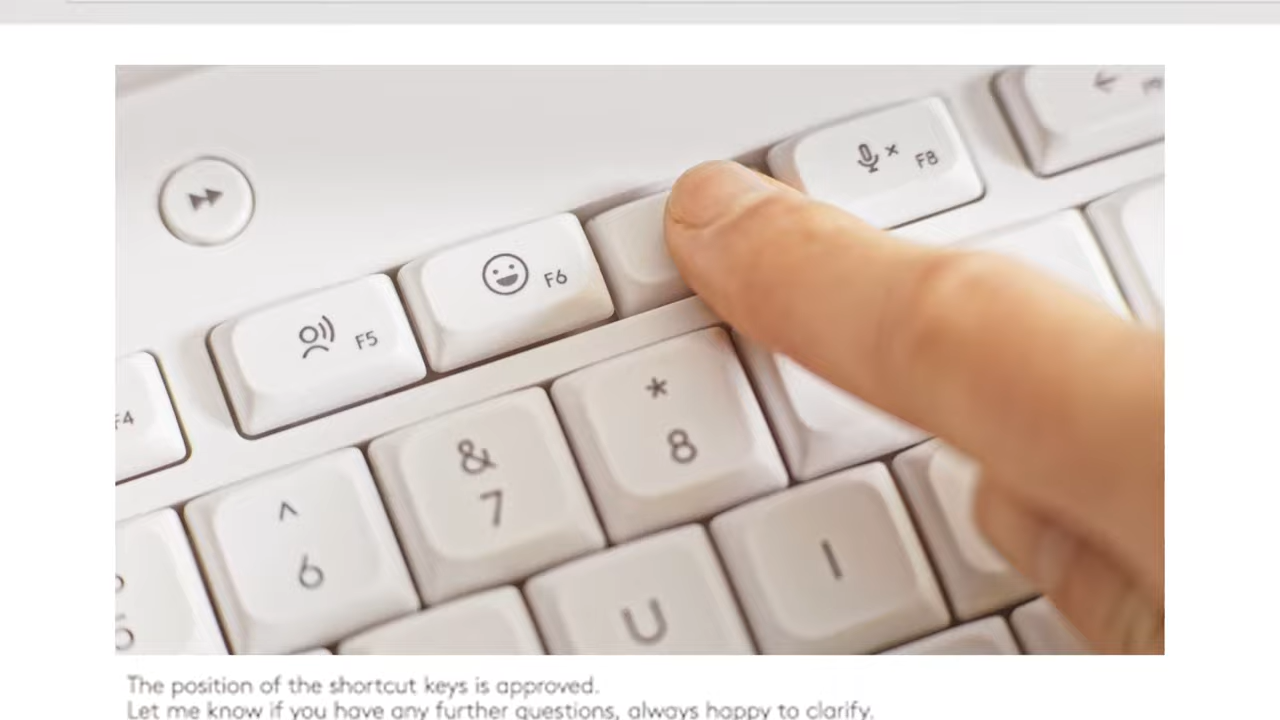 F8
F6
F5
F4
*
8
&
7
^
6
5
I
U
The position of the shortcut keys is approved.
Let me know if you have any further questions, always happy to clarify.